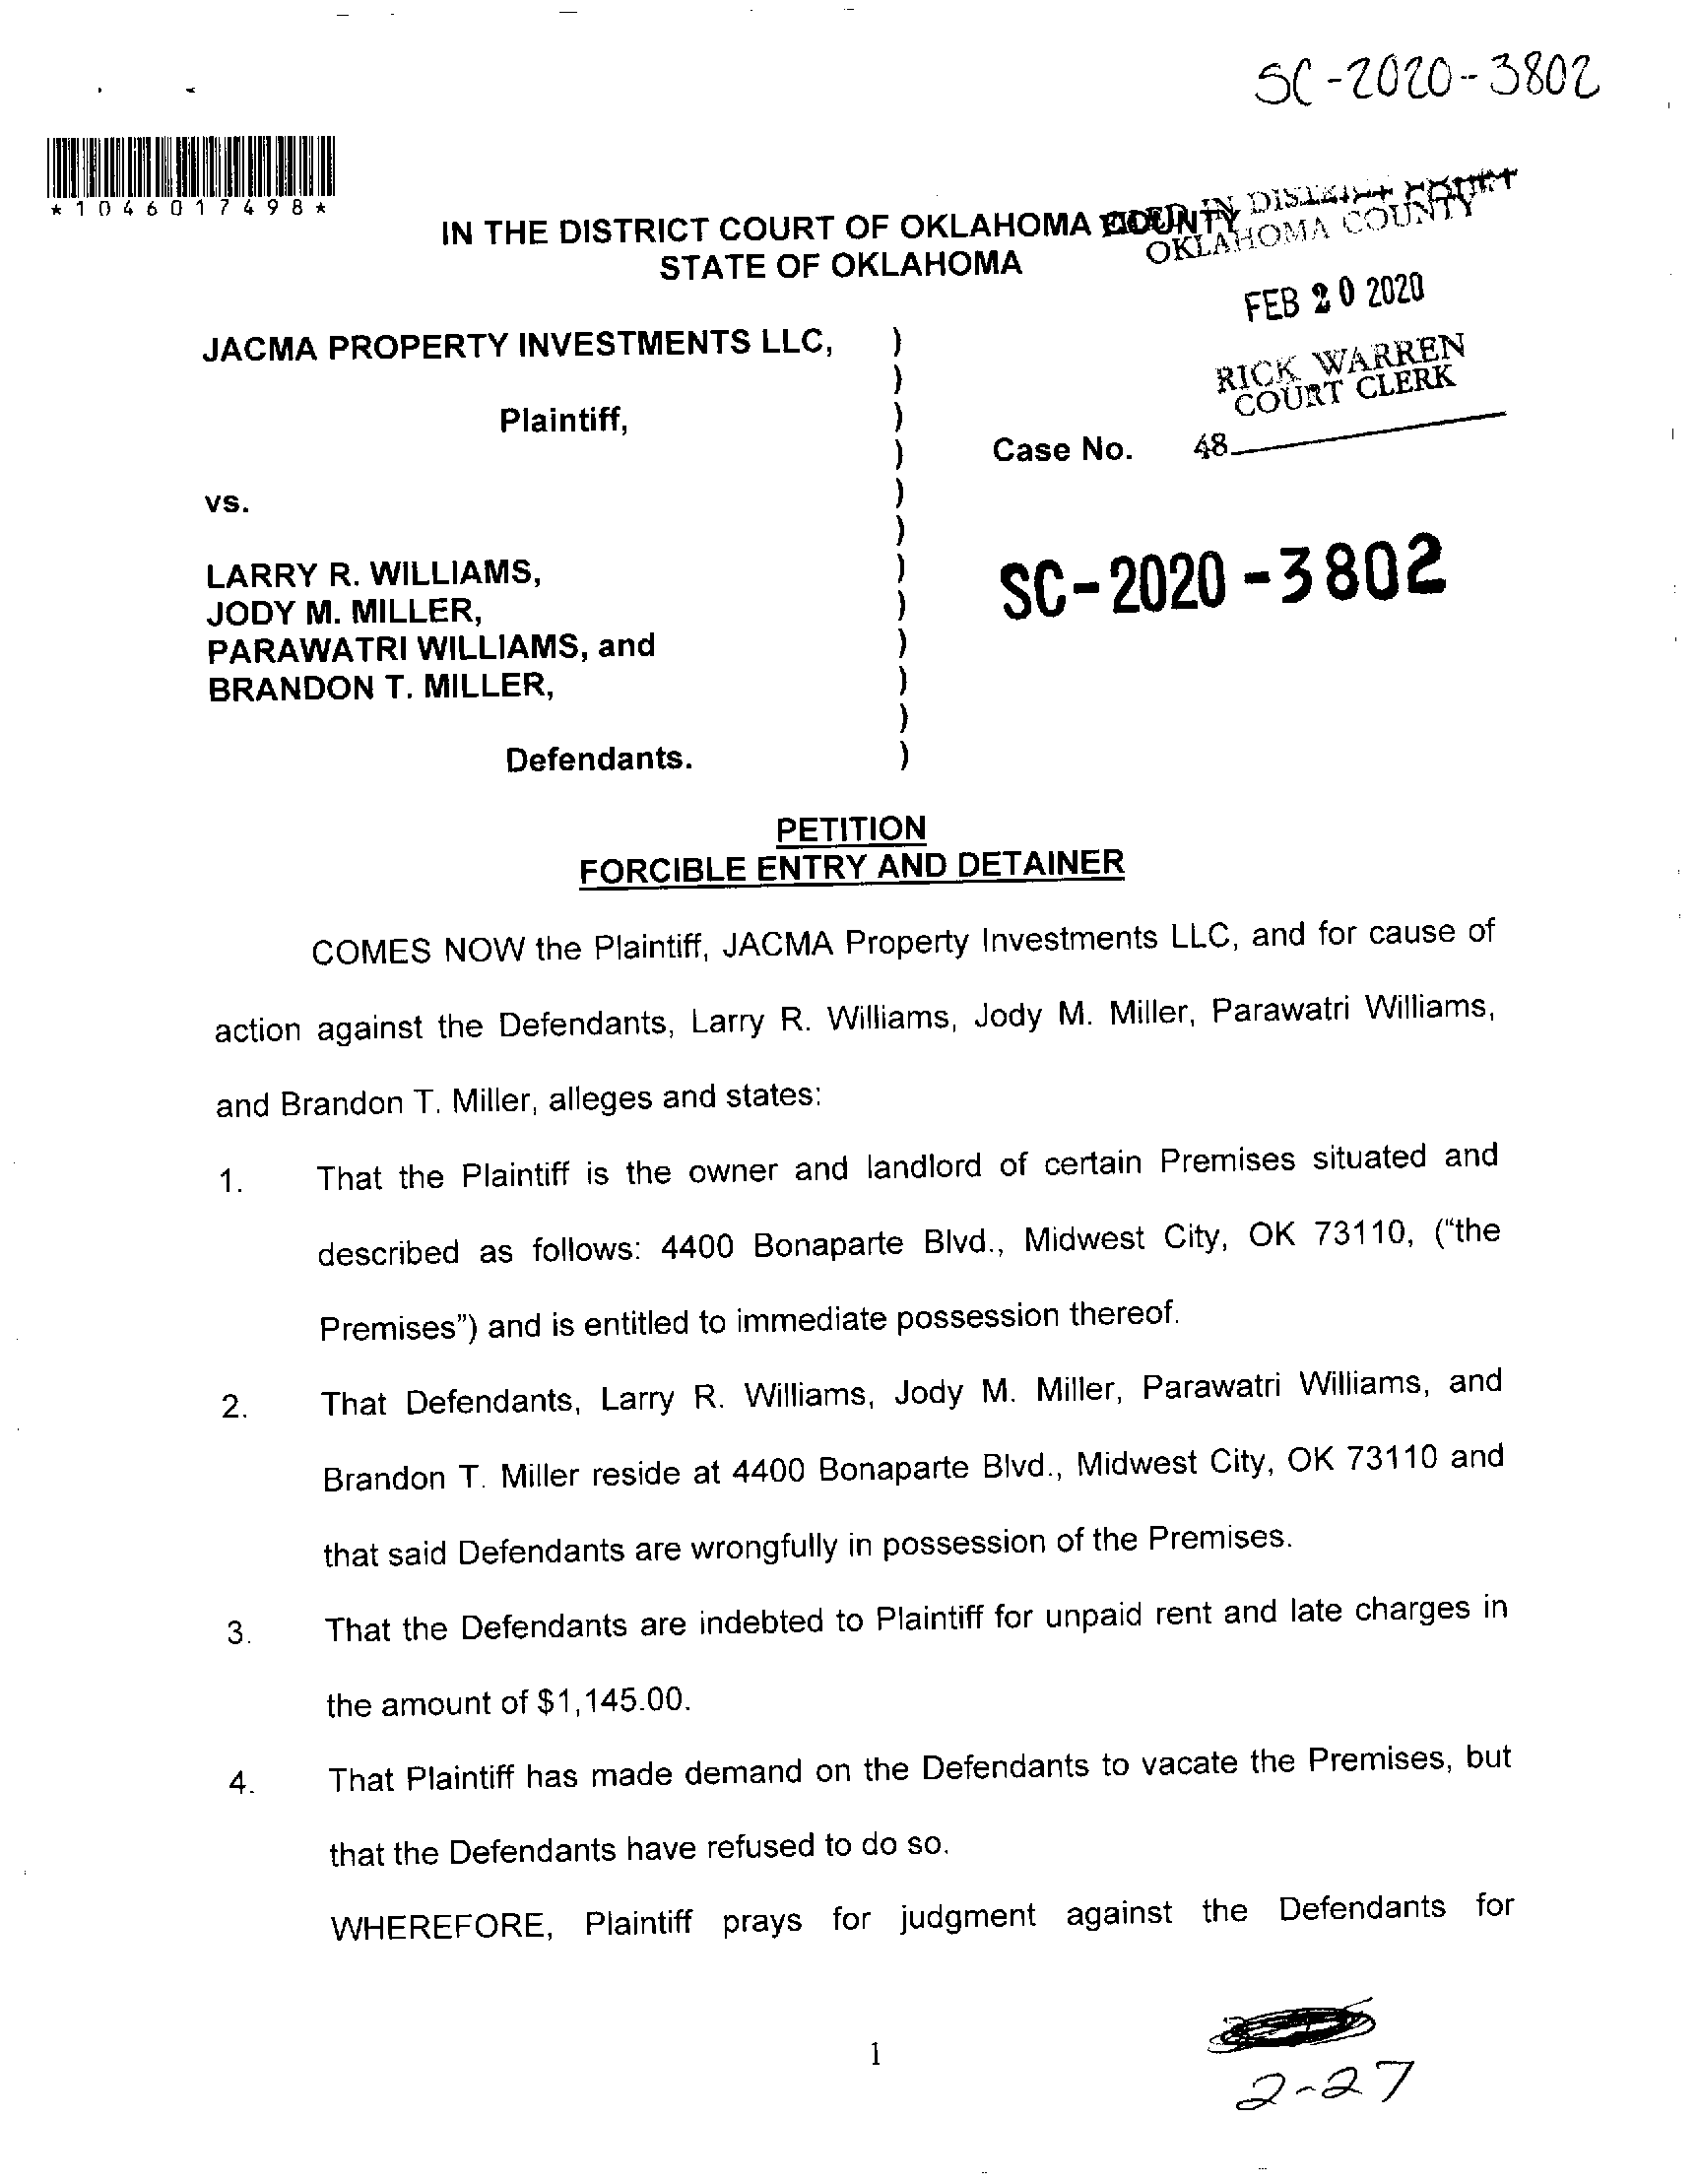 SC-2020-3802
*1046017498*
IN THE DISTRICT COURT OF OKLAHOMA COUNTY
STATE OF OKLAHOMA
FILED IN DISTRICT COURT
OKLAHOMA COUNTY
FEB 20 2020
RICK WARREN
COURT CLERK
48
JACMA PROPERTY INVESTMENTS LLC, )
)
Plaintiff, )
) Case No.
vs. )
)
LARRY R. WILLIAMS, ) SC-2020-3802
JODY M. MILLER, )
PARAWATRI WILLIAMS, and )
BRANDON T. MILLER, )
)
Defendants. )
PETITION
FORCIBLE ENTRY AND DETAINER
COMES NOW the Plaintiff, JACMA Property Investments LLC, and for cause of
action against the Defendants, Larry R. Williams, Jody M. Miller, Parawatri Williams,
and Brandon T. Miller, alleges and states:
1. That the Plaintiff is the owner and landlord of certain Premises situated and
described as follows: 4400 Bonaparte Blvd., Midwest City, OK 73110, ("the
Premises") and is entitled to immediate possession thereof.
2. That Defendants, Larry R. Williams, Jody M. Miller, Parawatri Williams, and
Brandon T. Miller reside at 4400 Bonaparte Blvd., Midwest City, OK 73110 and
that said Defendants are wrongfully in possession of the Premises.
3. That the Defendants are indebted to Plaintiff for unpaid rent and late charges in
the amount of $1,145.00.
4. That Plaintiff has made demand on the Defendants to vacate the Premises, but
that the Defendants have refused to do so.
WHEREFORE, Plaintiff prays for judgment against the Defendants for
1
2-27